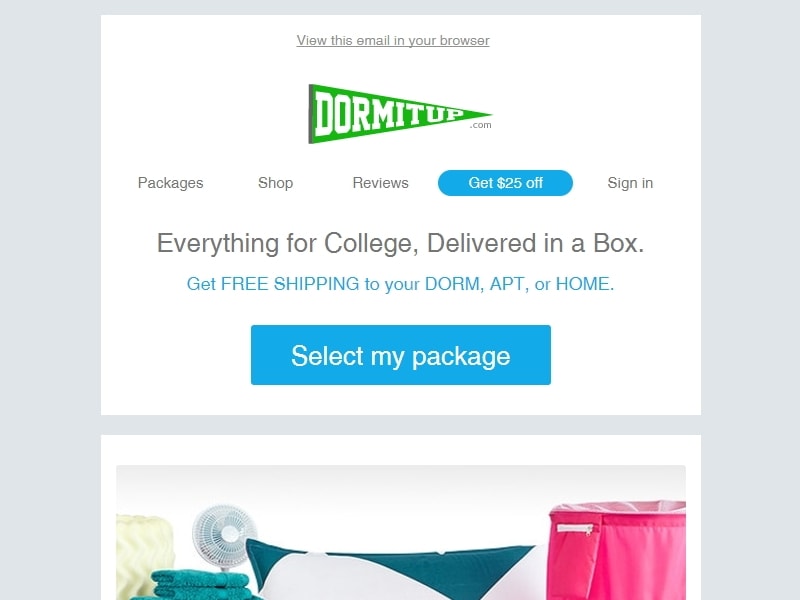 View this email in your browser
DORMITUP
.com
Packages Shop Reviews Get $25 off Sign in
Everything for College, Delivered in a Box.
Get FREE SHIPPING to your DORM, APT, or HOME.
Select my package